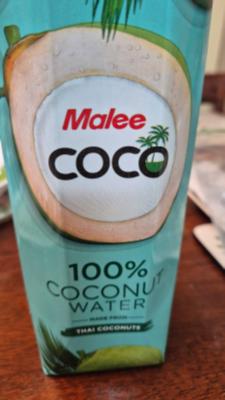 Malee
COCO
100%
COCONUT
WATER
MADE FROM
THAI COCONUTS